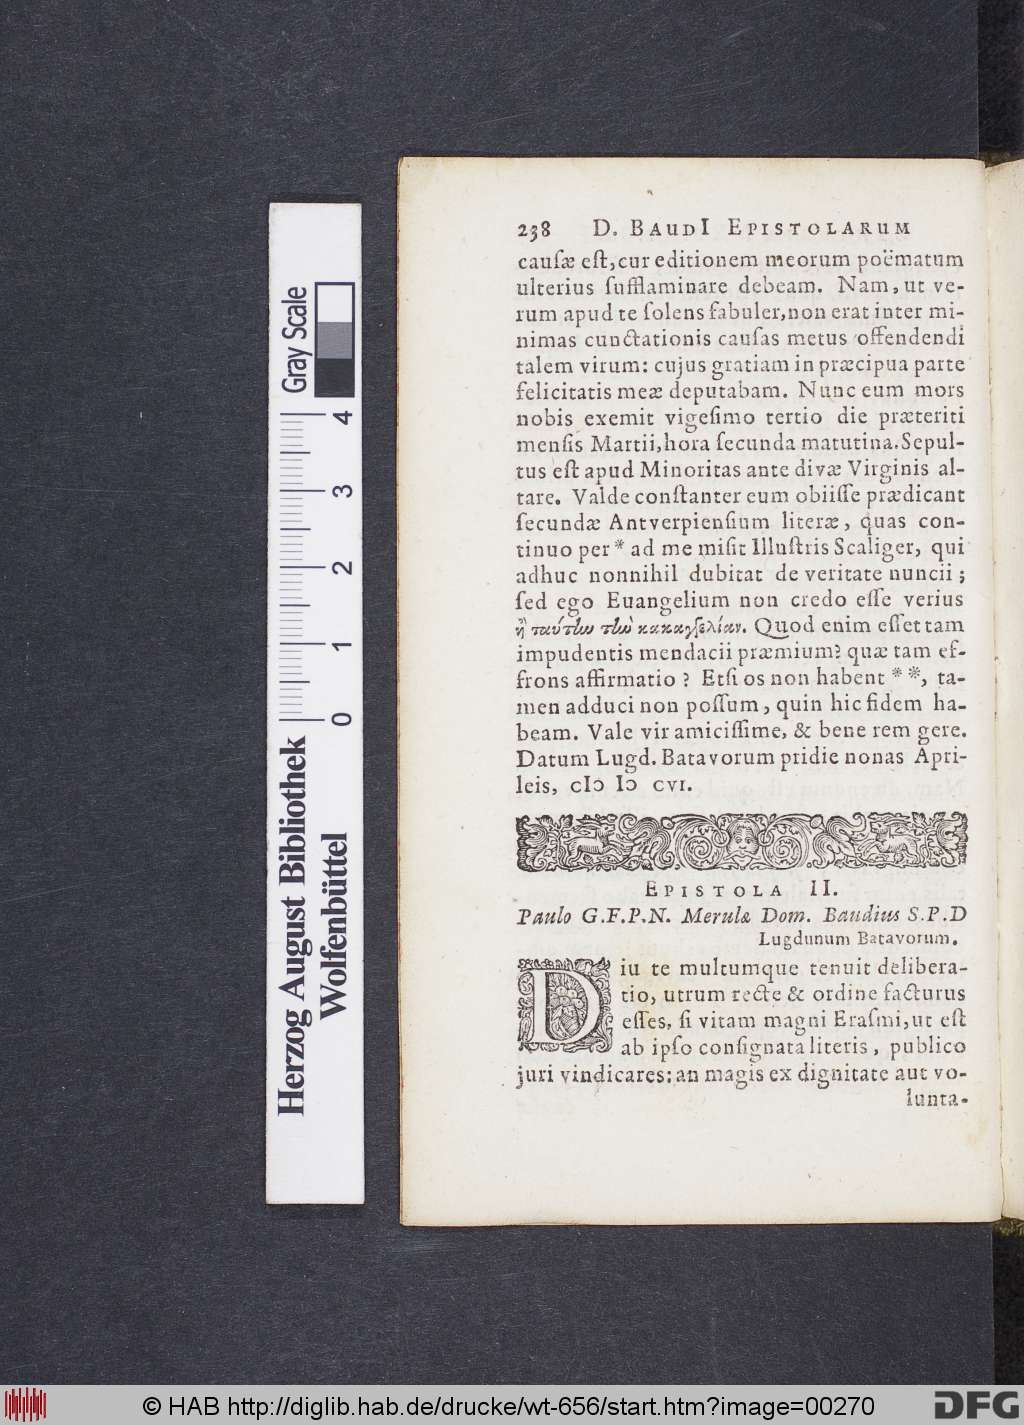 238 D. BAUDI EPISTOLARUM
cauſæ eſt, cur editionem meorum poëmatum
ulterius ſufflaminare debeam. Nam, ut ve-
rum apud te ſolens fabuler, non erat inter mi-
nimas cunctationis cauſas metus offendendi
talem virum: cujus gratiam in præcipua parte
felicitatis meæ deputabam. Nunc eum mors
nobis exemit vigeſimo tertio die præteriti
menſis Martii, hora ſecunda matutina. Sepul-
tus eſt apud Minoritas ante divæ Virginis al-
tare. Valde conſtanter eum obiiſſe prædicant
ſecundæ Antverpienſium literæ, quas con-
tinuo per * ad me miſit Illuſtris Scaliger, qui
adhuc nonnihil dubitat de veritate nuncii;
ſed ego Euangelium non credo eſſe verius
ἢ ταύτην τὴν κακαγγελίαν. Quod enim eſſet tam
impudentis mendacii præmium? quæ tam ef-
frons affirmatio? Etſi os non habent * *, ta-
men adduci non poſſum, quin hic fidem ha-
beam. Vale vir amiciſſime, & bene rem gere.
Datum Lugd. Batavorum pridie nonas Apri-
leis, cIↄ Iↄ cvi.
EPISTOLA II.
Paulo G.F.P.N. Merulæ Dom. Baudius S.P.D
Lugdunum Batavorum.
Diu te multumque tenuit delibera-
tio, utrum recte & ordine facturus
eſſes, ſi vitam magni Eraſmi, ut eſt
ab ipſo conſignata literis, publico
juri vindicares: an magis ex dignitate aut vo-
lunta-
Herzog August Bibliothek
Wolfenbüttel
0 1 2 3 4
Gray Scale
© HAB http://diglib.hab.de/drucke/wt-656/start.htm?image=00270
DFG